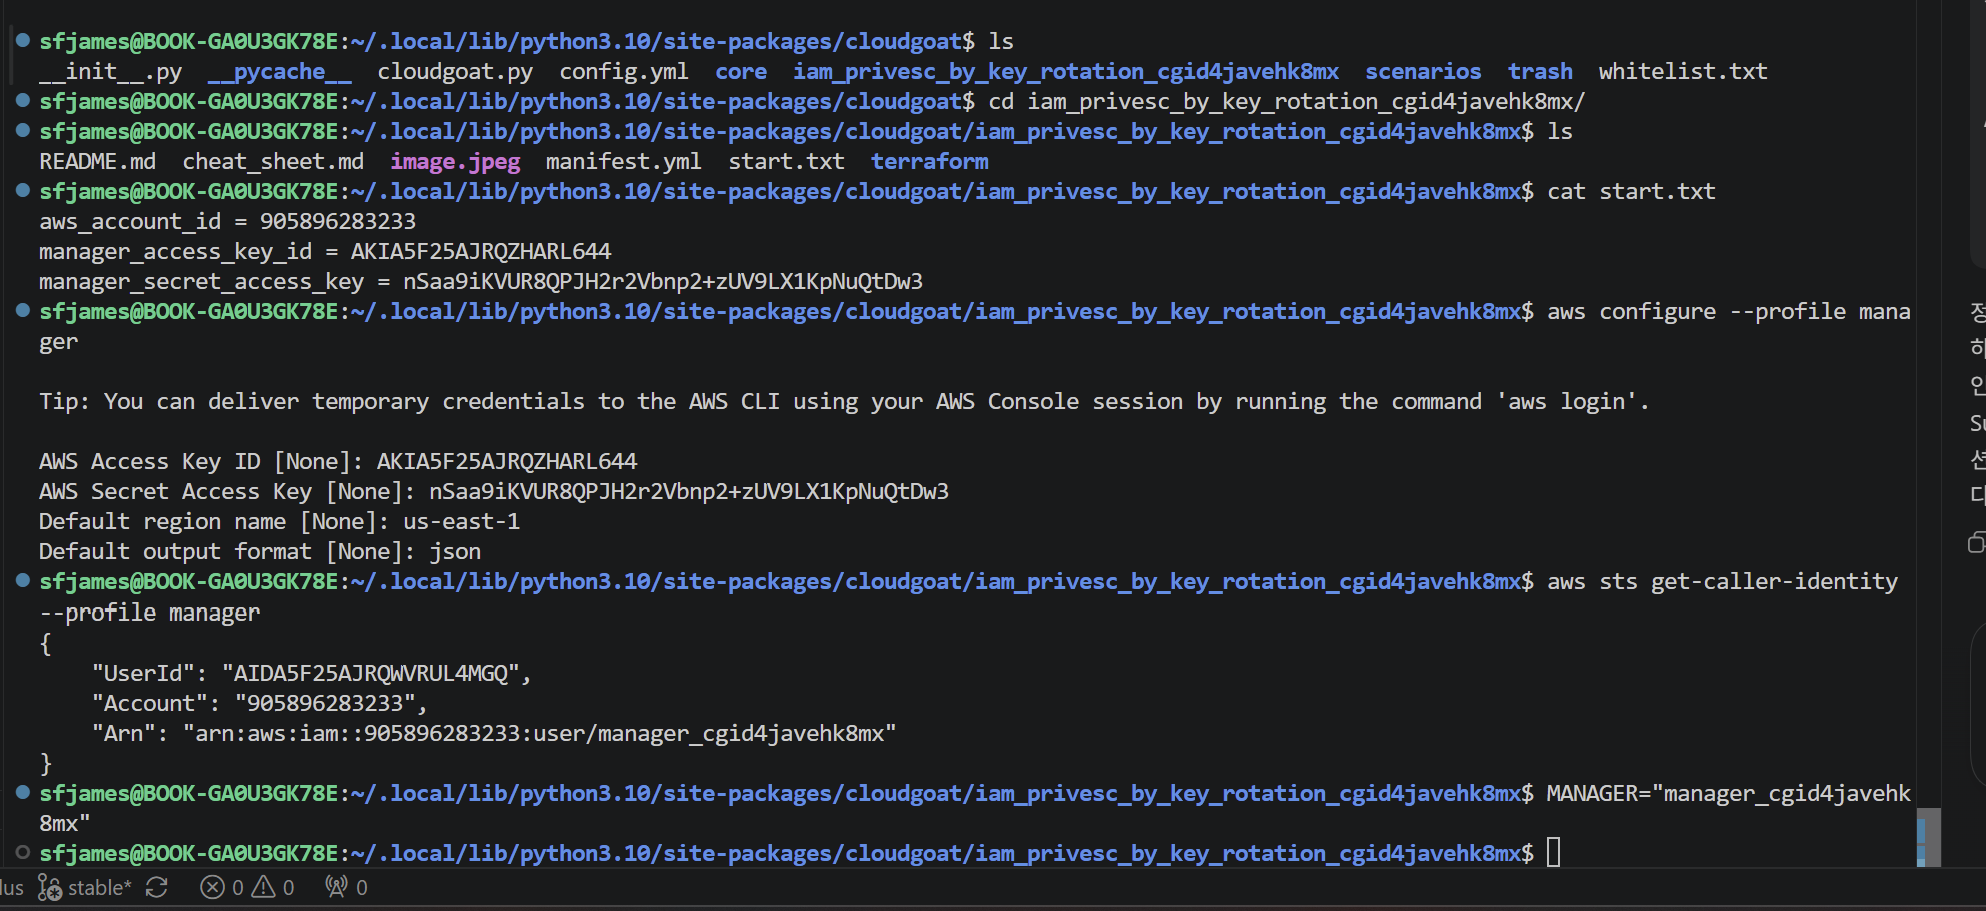 sfjames@BOOK-GA0U3GK78E:~/.local/lib/python3.10/site-packages/cloudgoat$ ls
__init__.py  __pycache__  cloudgoat.py  config.yml  core  iam_privesc_by_key_rotation_cgid4javehk8mx  scenarios  trash  whitelist.txt
sfjames@BOOK-GA0U3GK78E:~/.local/lib/python3.10/site-packages/cloudgoat$ cd iam_privesc_by_key_rotation_cgid4javehk8mx/
sfjames@BOOK-GA0U3GK78E:~/.local/lib/python3.10/site-packages/cloudgoat/iam_privesc_by_key_rotation_cgid4javehk8mx$ ls
README.md  cheat_sheet.md  image.jpeg  manifest.yml  start.txt  terraform
sfjames@BOOK-GA0U3GK78E:~/.local/lib/python3.10/site-packages/cloudgoat/iam_privesc_by_key_rotation_cgid4javehk8mx$ cat start.txt
aws_account_id = 905896283233
manager_access_key_id = AKIA5F25AJRQZHARL644
manager_secret_access_key = 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
sfjames@BOOK-GA0U3GK78E:~/.local/lib/python3.10/site-packages/cloudgoat/iam_privesc_by_key_rotation_cgid4javehk8mx$ aws configure --profile mana
ger
Tip: You can deliver temporary credentials to the AWS CLI using your AWS Console session by running the command 'aws login'.
AWS Access Key ID [None]: AKIA5F25AJRQZHARL644
AWS Secret Access Key [None]: nSaa9iKVUR8QPJH2r2Vbnp2+zUV9LX1KpNuQtDw3
Default region name [None]: us-east-1
Default output format [None]: json
sfjames@BOOK-GA0U3GK78E:~/.local/lib/python3.10/site-packages/cloudgoat/iam_privesc_by_key_rotation_cgid4javehk8mx$ aws sts get-caller-identity
--profile manager
{
    "UserId": "AIDA5F25AJRQWVRUL4MGQ",
    "Account": "905896283233",
    "Arn": "arn:aws:iam::905896283233:user/manager_cgid4javehk8mx"
}
sfjames@BOOK-GA0U3GK78E:~/.local/lib/python3.10/site-packages/cloudgoat/iam_privesc_by_key_rotation_cgid4javehk8mx$ MANAGER="manager_cgid4javehk
8mx"
sfjames@BOOK-GA0U3GK78E:~/.local/lib/python3.10/site-packages/cloudgoat/iam_privesc_by_key_rotation_cgid4javehk8mx$
stable* 0 0 0